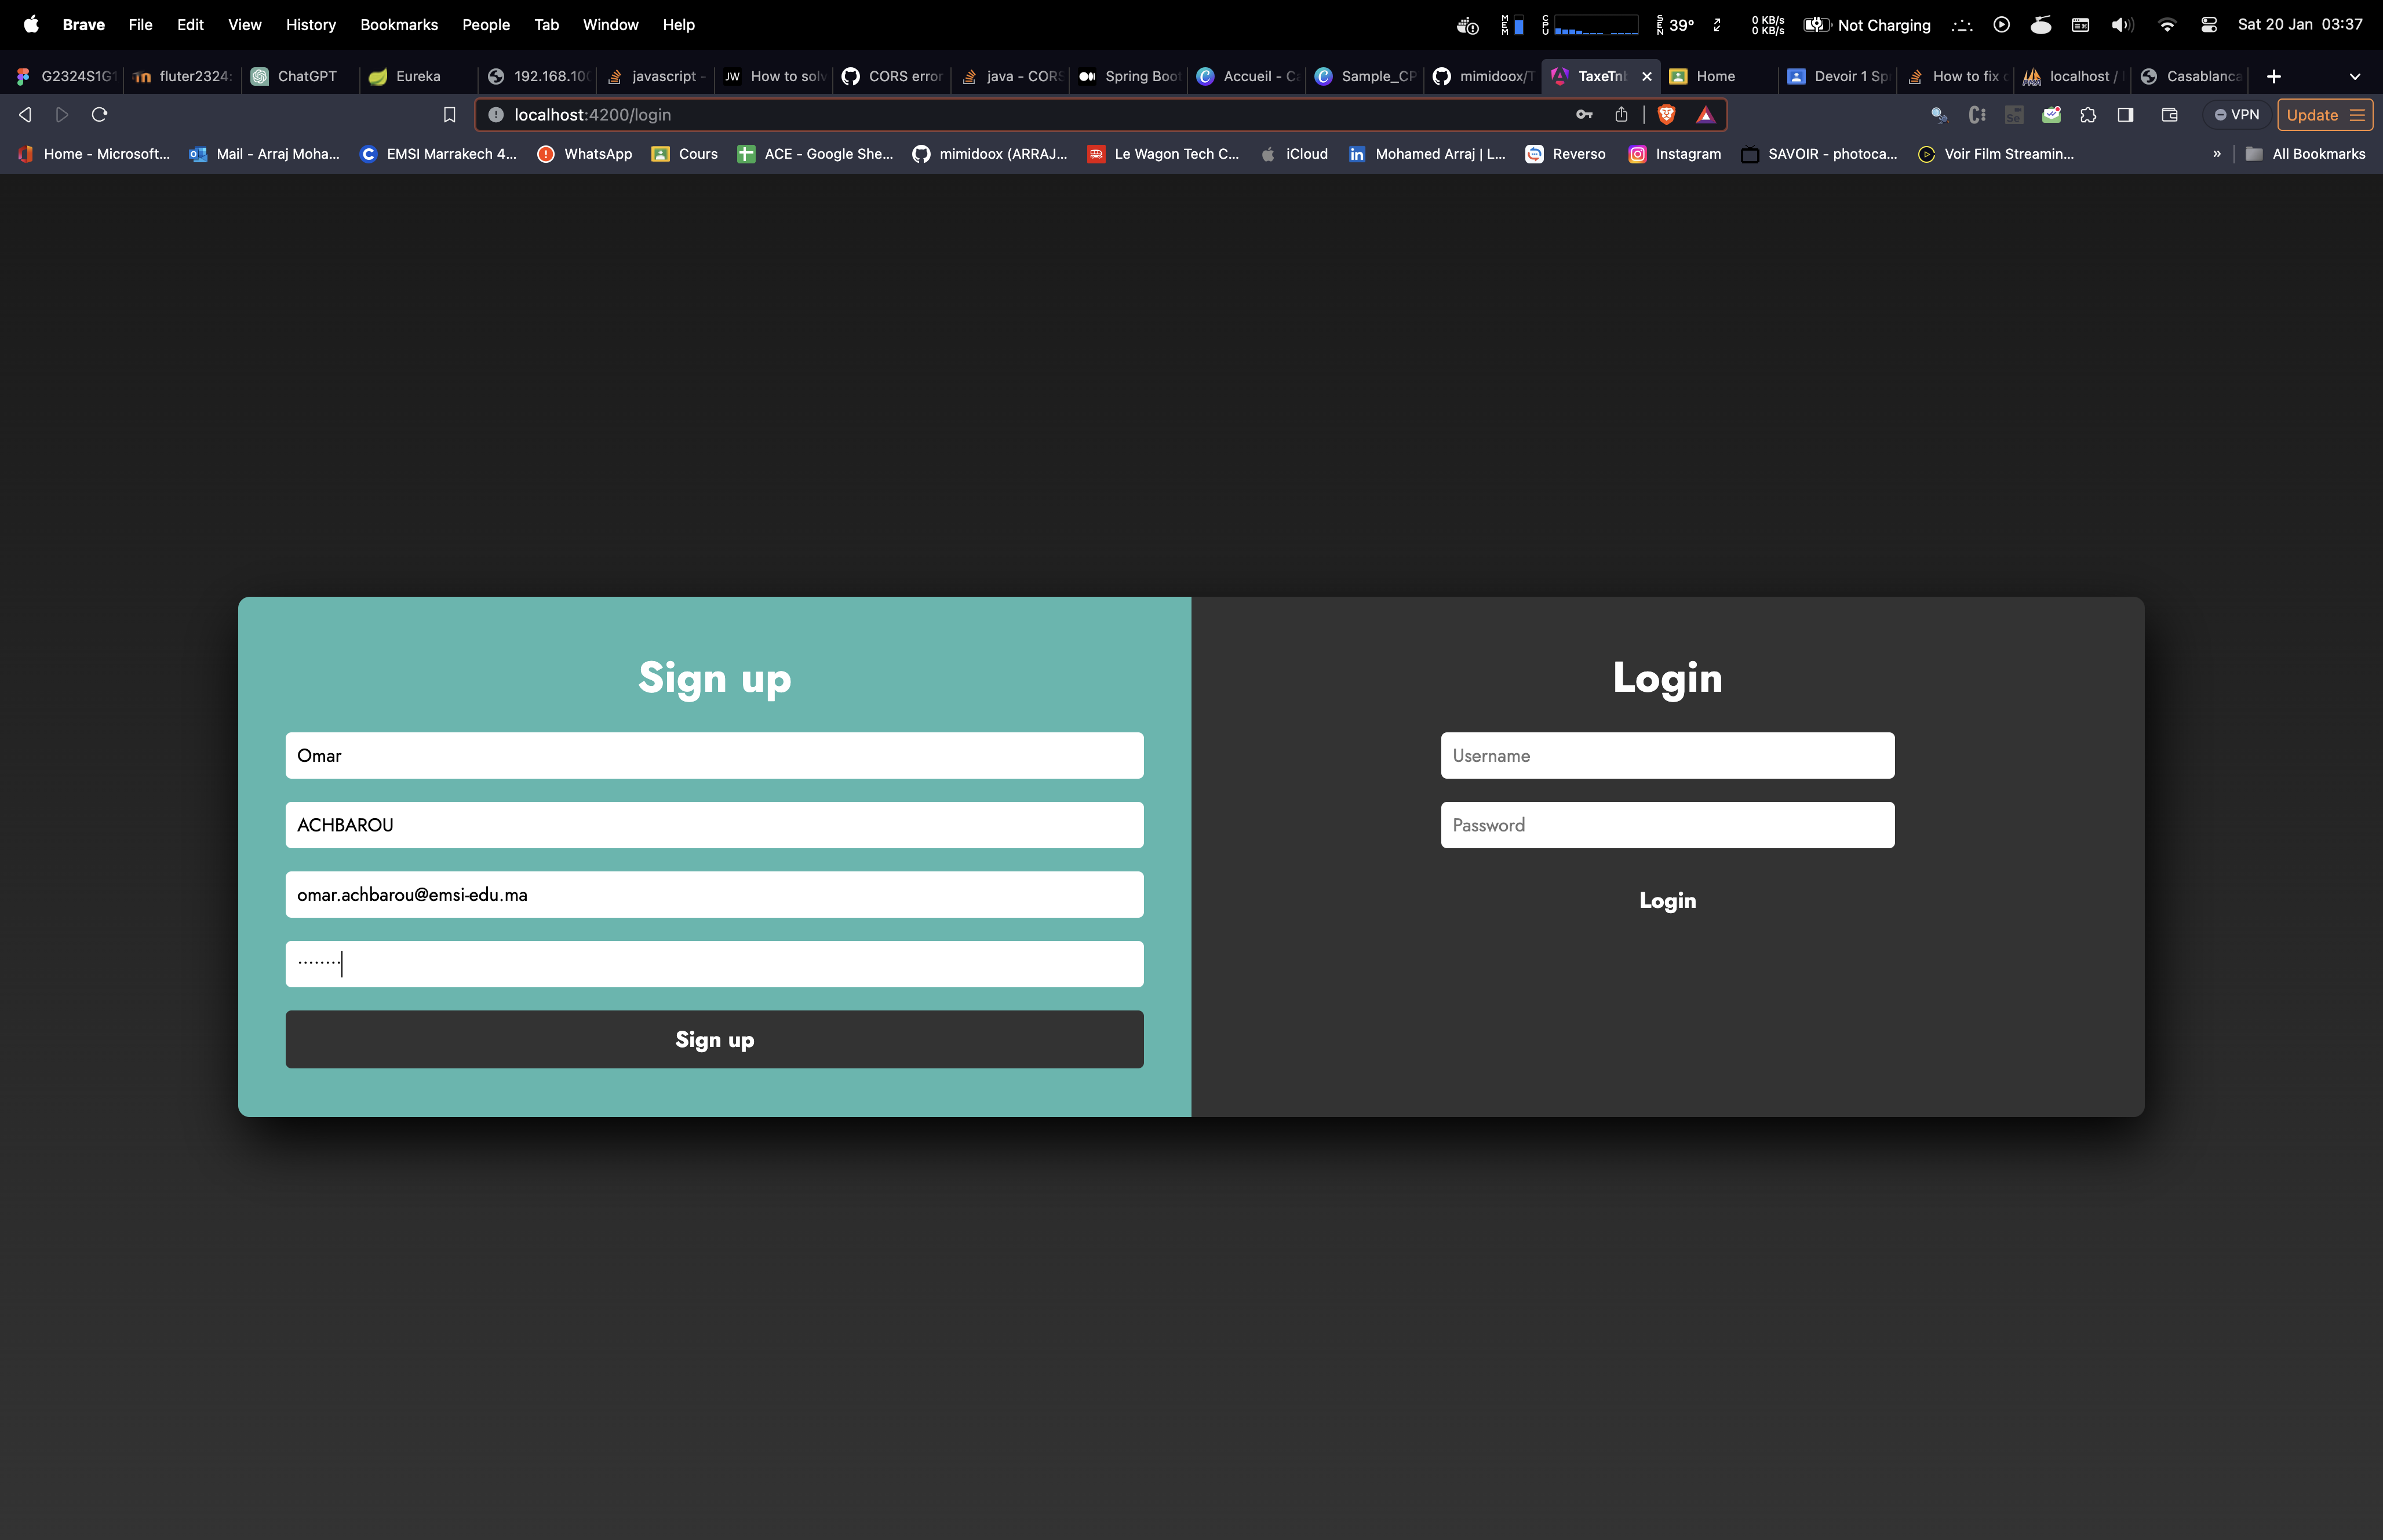 Brave File Edit View History Bookmarks People Tab Window Help MEM CPU SEN 39° 0 KB/s 0 KB/s Not Charging Sat 20 Jan 03:37
G2324S1G1 fluter2324: ChatGPT Eureka 192.168.10 javascript - JW How to solv CORS error java - CORS Spring Boot Accueil - C Sample_CP mimidoox/T TaxeTnb Home Devoir 1 Sp How to fix localhost / Casablanca
localhost:4200/login VPN Update
Home - Microsoft... Mail - Arraj Moha... EMSI Marrakech 4... WhatsApp Cours ACE - Google She... mimidoox (ARRAJ... Le Wagon Tech C... iCloud Mohamed Arraj | L... Reverso Instagram SAVOIR - photoca... Voir Film Streamin... » All Bookmarks
Sign up
Omar
ACHBAROU
omar.achbarou@emsi-edu.ma
········
Sign up
Login
Username
Password
Login